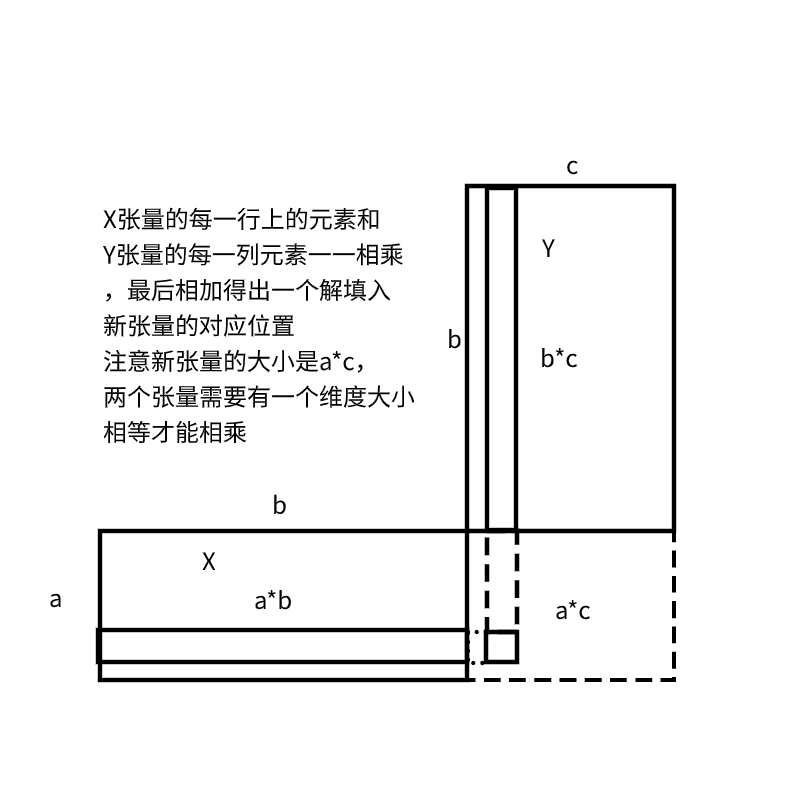 c
X张量的每一行上的元素和
Y张量的每一列元素一一相乘
，最后相加得出一个解填入
新张量的对应位置
注意新张量的大小是a*c，
两个张量需要有一个维度大小
相等才能相乘
Y
b
b*c
b
X
a
a*b
a*c